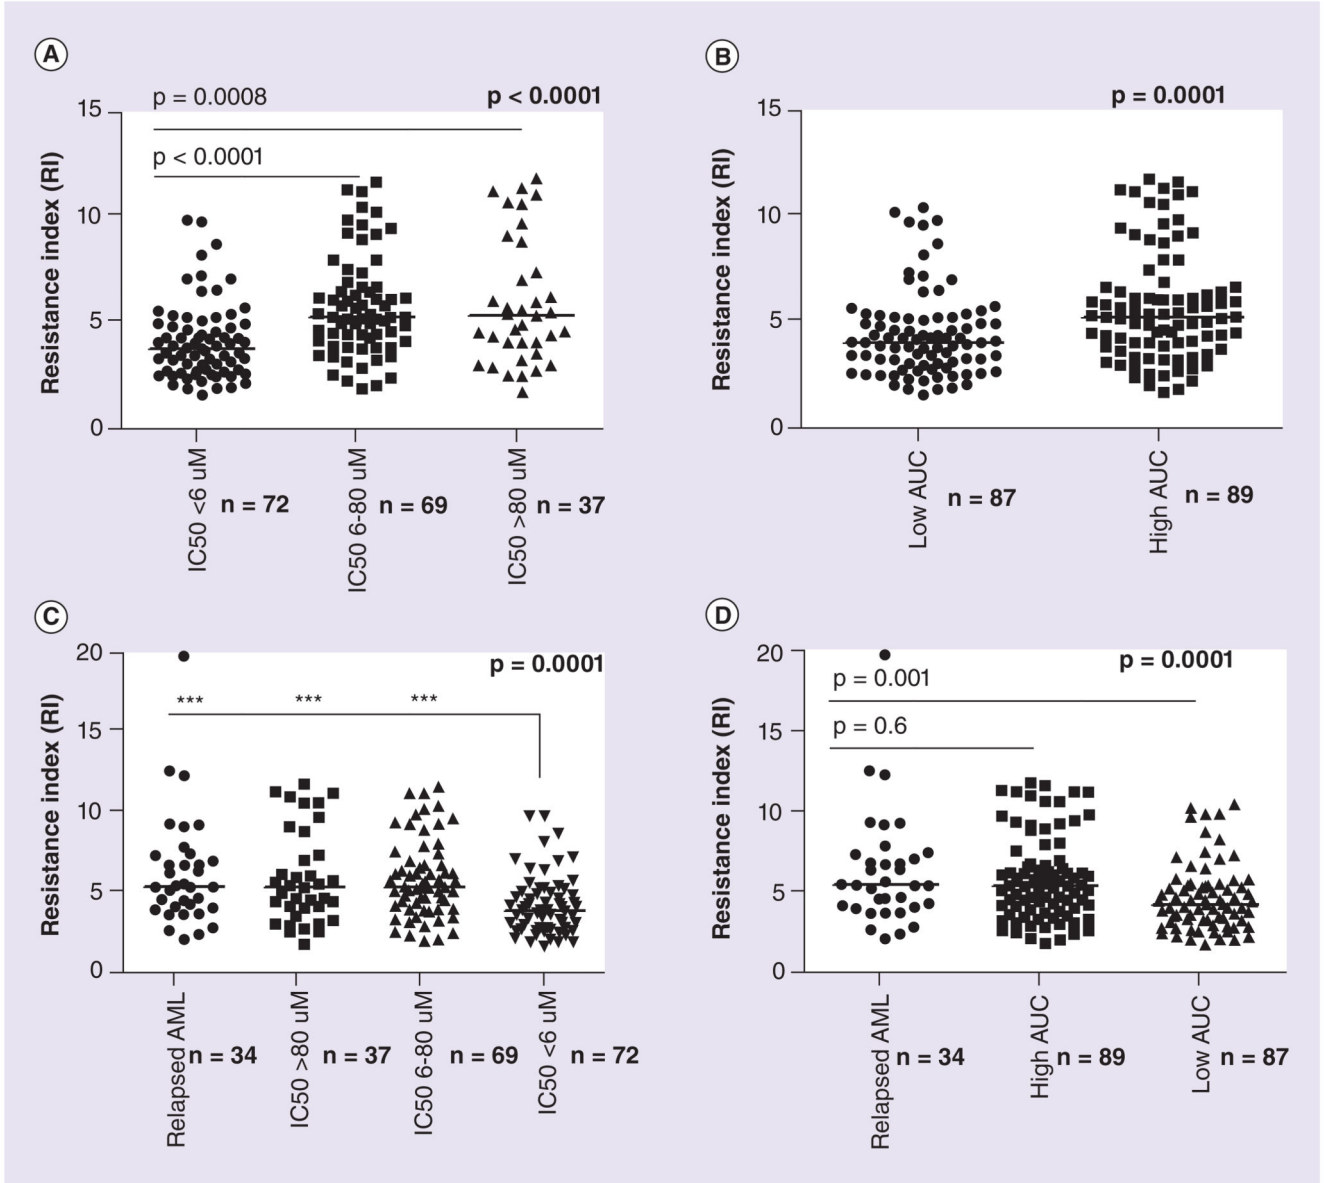 A
p = 0.0008
p < 0.0001
p < 0.0001
15
10
5
0
Resistance index (RI)
IC50 <6 uM
n = 72
IC50 6-80 uM
n = 69
IC50 >80 uM
n = 37
B
p = 0.0001
15
10
5
0
Resistance index (RI)
Low AUC
n = 87
High AUC
n = 89
C
p = 0.0001
20
15
10
5
0
Resistance index (RI)
***
***
***
Relapsed AML
n = 34
IC50 >80 uM
n = 37
IC50 6-80 uM
n = 69
IC50 <6 uM
n = 72
D
p = 0.0001
p = 0.001
p = 0.6
20
15
10
5
0
Resistance index (RI)
Relapsed AML
n = 34
High AUC
n = 89
Low AUC
n = 87